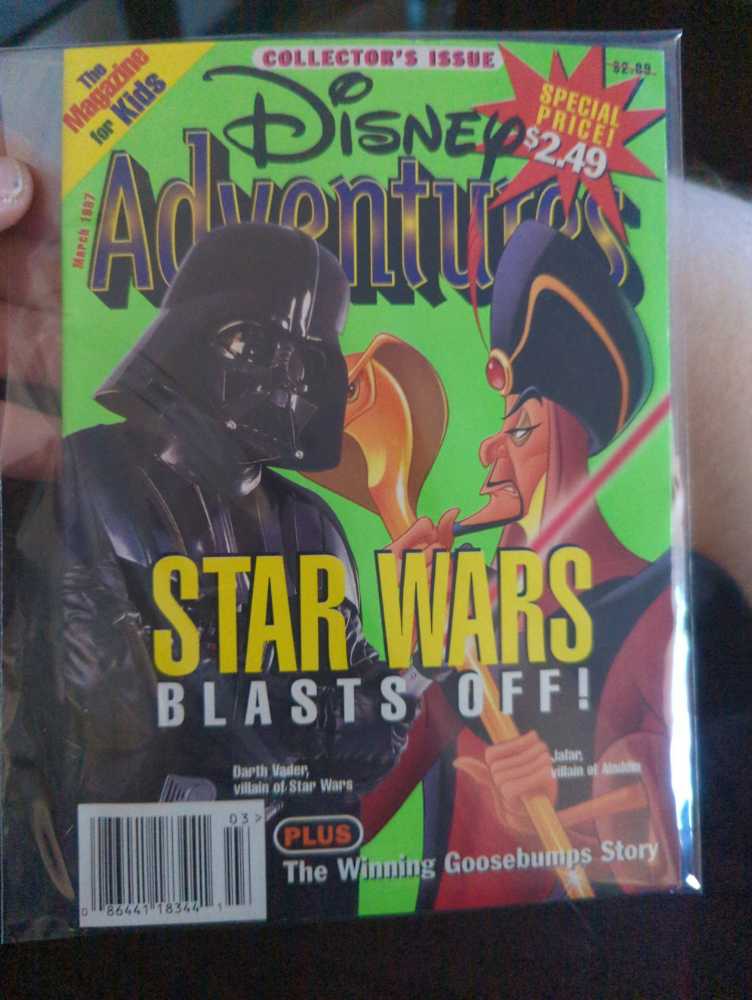 The
Magazine
for Kids
COLLECTOR'S ISSUE
$2.89
SPECIAL
PRICE!
$2.49
DISNEY
Adventures
March 1997
STAR WARS
BLASTS OFF!
Darth Vader,
villain of Star Wars
Jafar,
villain of Aladdin
PLUS
The Winning Goosebumps Story
03>
0 86441 18344 1